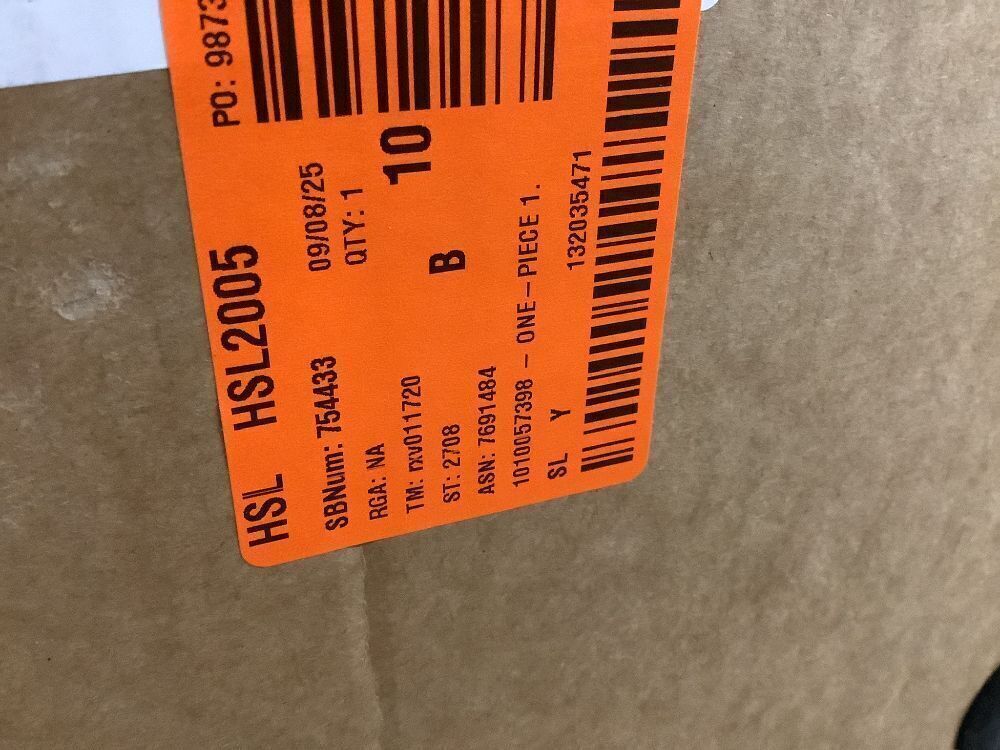 HSL HSL2005 PO: 9873
SBNum: 754433 09/08/25
RGA: NA QTY: 1
TM: rxv011720 10
ST: 2708 B
ASN: 7691484
1010057398 - ONE-PIECE 1.
SL Y 132035471